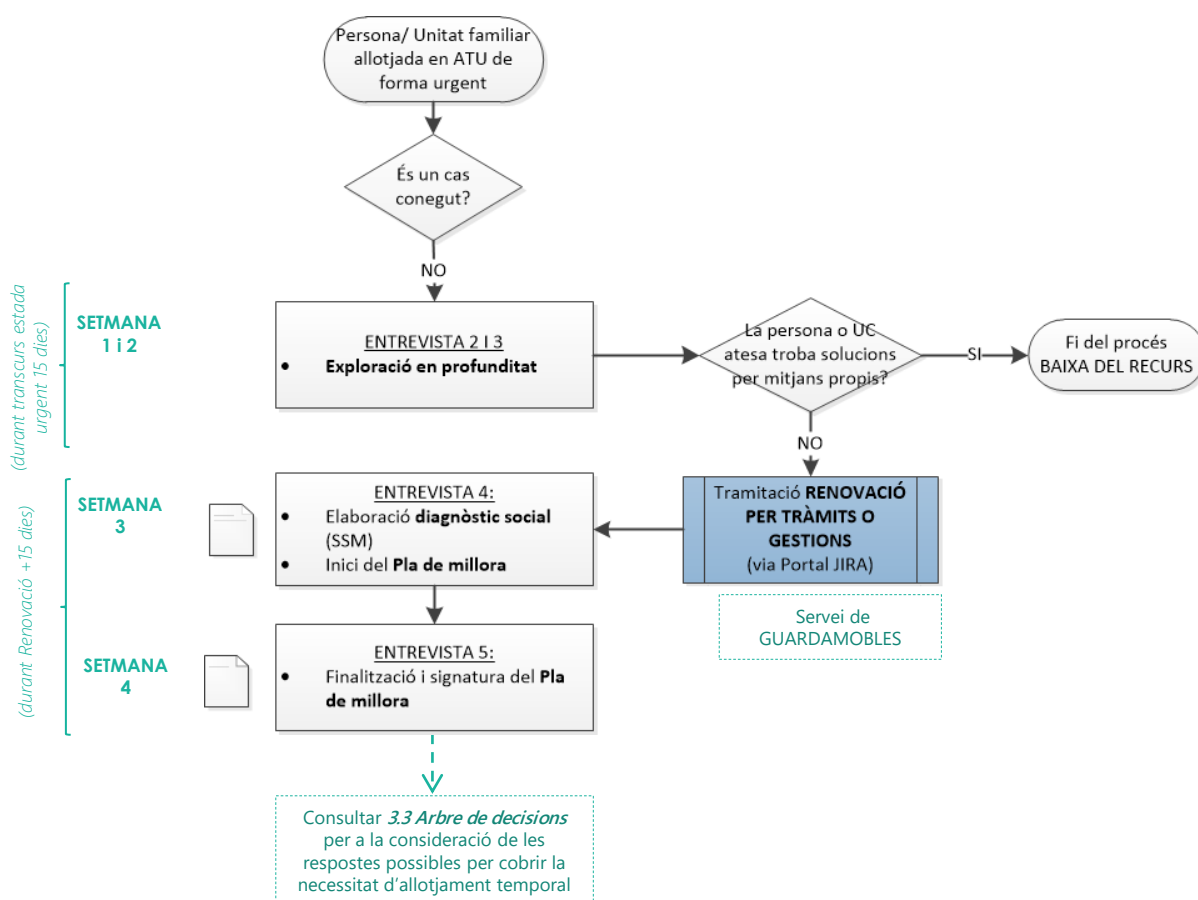 Persona/ Unitat familiar
allotjada en ATU de
forma urgent
És un cas
conegut?
NO
(durant transcurs estada
urgent 15 dies)
SETMANA
1 i 2
ENTREVISTA 2 I 3
• Exploració en profunditat
La persona o UC
atesa troba solucions
per mitjans propis?
SI
Fi del procés
BAIXA DEL RECURS
NO
(durant Renovació +15 dies)
SETMANA
3
ENTREVISTA 4:
• Elaboració diagnòstic social
(SSM)
• Inici del Pla de millora
Tramitació RENOVACIÓ
PER TRÀMITS O
GESTIONS
(via Portal JIRA)
Servei de
GUARDAMOBLES
SETMANA
4
ENTREVISTA 5:
• Finalització i signatura del Pla
de millora
Consultar 3.3 Arbre de decisions
per a la consideració de les
respostes possibles per cobrir la
necessitat d'allotjament temporal